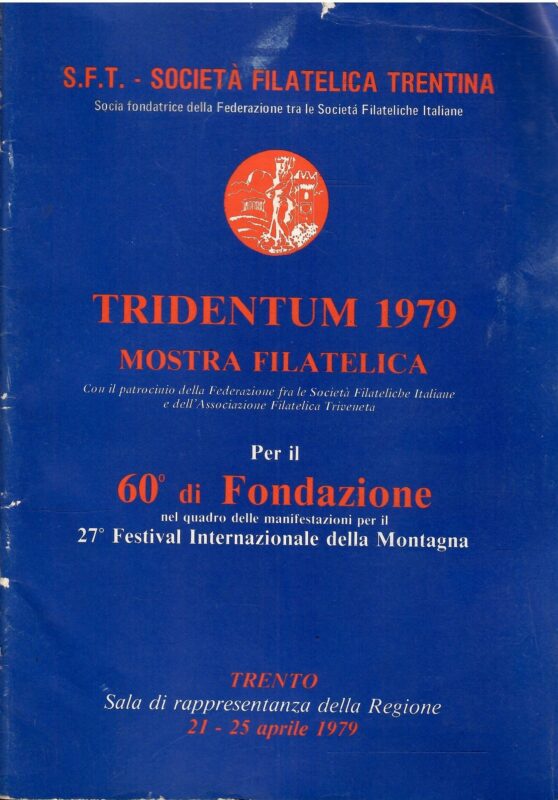 S.F.T. - SOCIETÀ FILATELICA TRENTINA
Socia fondatrice della Federazione tra le Societá Filateliche Italiane
TRIDENTUM 1979
MOSTRA FILATELICA
Con il patrocinio della Federazione fra le Società Filateliche Italiane
e dell'Associazione Filatelica Triveneta
Per il
60° di Fondazione
nel quadro delle manifestazioni per il
27° Festival Internazionale della Montagna
TRENTO
Sala di rappresentanza della Regione
21 - 25 aprile 1979